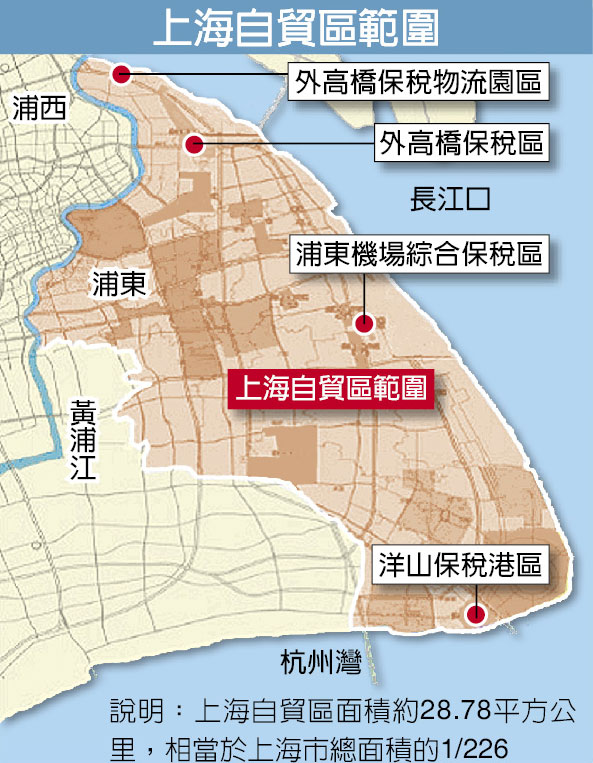 上海自貿區範圍
外高橋保稅物流園區
浦西
外高橋保稅區
長江口
浦東機場綜合保稅區
浦東
上海自貿區範圍
黃浦江
洋山保稅港區
杭州灣
說明：上海自貿區面積約28.78平方公
里，相當於上海市總面積的1/226